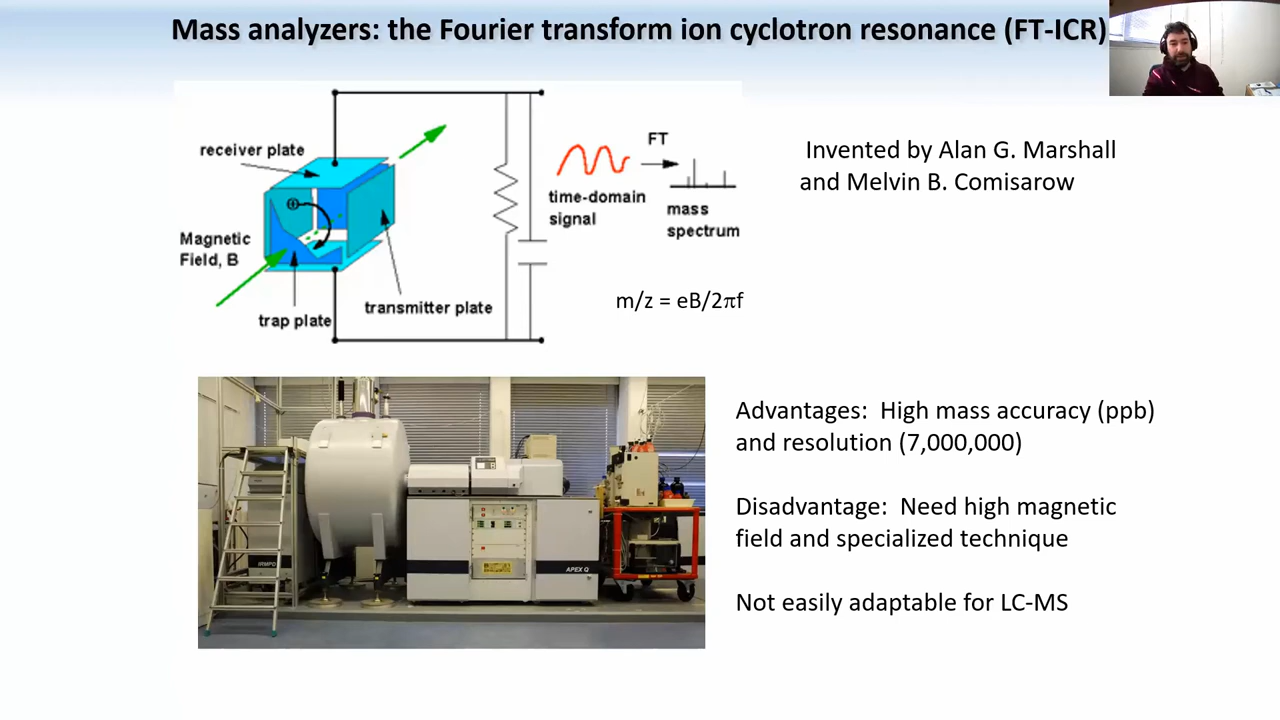 Mass analyzers: the Fourier transform ion cyclotron resonance (FT-ICR)
receiver plate
Magnetic
Field, B
trap plate
transmitter plate
time-domain
signal
FT
mass
spectrum
m/z = eB/2πf
Invented by Alan G. Marshall
and Melvin B. Comisarow
IRMPD
APEX Q
Advantages: High mass accuracy (ppb)
and resolution (7,000,000)
Disadvantage: Need high magnetic
field and specialized technique
Not easily adaptable for LC-MS